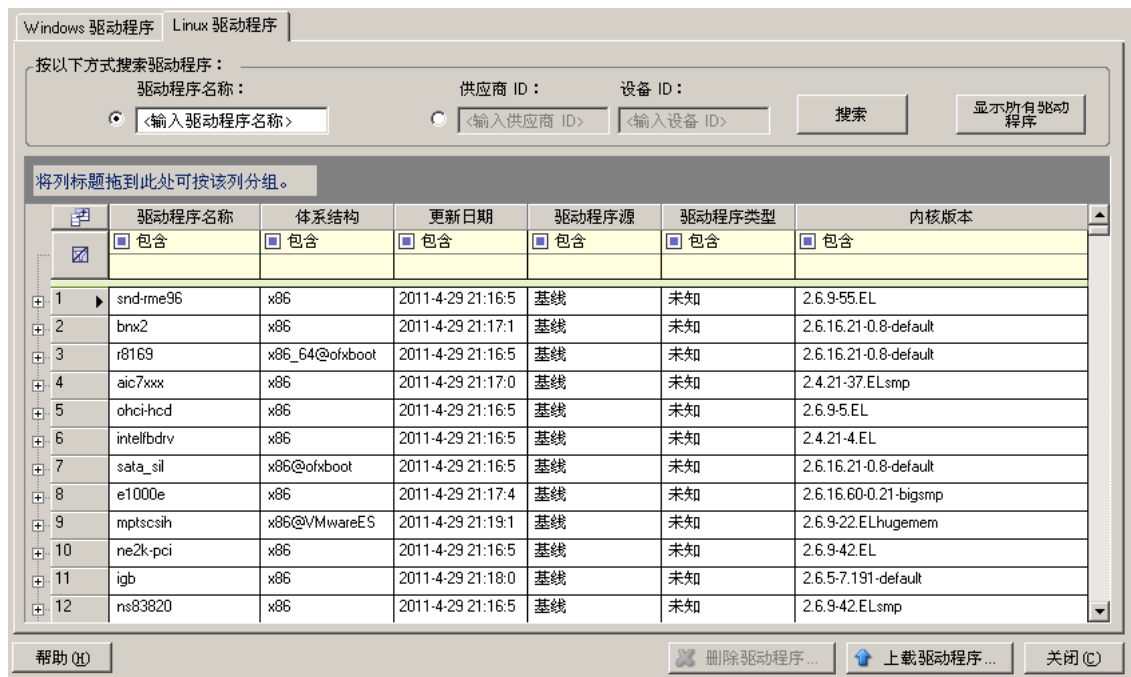 Windows 驱动程序 Linux 驱动程序
按以下方式搜索驱动程序：
驱动程序名称： 供应商 ID： 设备 ID：
<输入驱动程序名称> <输入供应商 ID> <输入设备 ID> 搜索 显示所有驱动程序
将列标题拖到此处可按该列分组。
驱动程序名称 体系结构 更新日期 驱动程序源 驱动程序类型 内核版本
包含 包含 包含 包含 包含 包含
1 snd-rme96 x86 2011-4-29 21:16:5 基线 未知 2.6.9-55.EL
2 bnx2 x86 2011-4-29 21:17:1 基线 未知 2.6.16.21-0.8-default
3 r8169 x86_64@ofxboot 2011-4-29 21:16:5 基线 未知 2.6.16.21-0.8-default
4 aic7xxx x86 2011-4-29 21:17:0 基线 未知 2.4.21-37.ELsmp
5 ohci-hcd x86 2011-4-29 21:16:5 基线 未知 2.6.9-5.EL
6 intelfbdrv x86 2011-4-29 21:16:5 基线 未知 2.4.21-4.EL
7 sata_sil x86@ofxboot 2011-4-29 21:16:5 基线 未知 2.6.16.21-0.8-default
8 e1000e x86 2011-4-29 21:17:4 基线 未知 2.6.16.60-0.21-bigsmp
9 mptscsih x86@VMwareES 2011-4-29 21:19:1 基线 未知 2.6.9-22.ELhugemem
10 ne2k-pci x86 2011-4-29 21:16:5 基线 未知 2.6.9-42.EL
11 igb x86 2011-4-29 21:18:0 基线 未知 2.6.5-7.191-default
12 ns83820 x86 2011-4-29 21:16:5 基线 未知 2.6.9-42.ELsmp
帮助(H) 删除驱动程序... 上载驱动程序... 关闭(C)